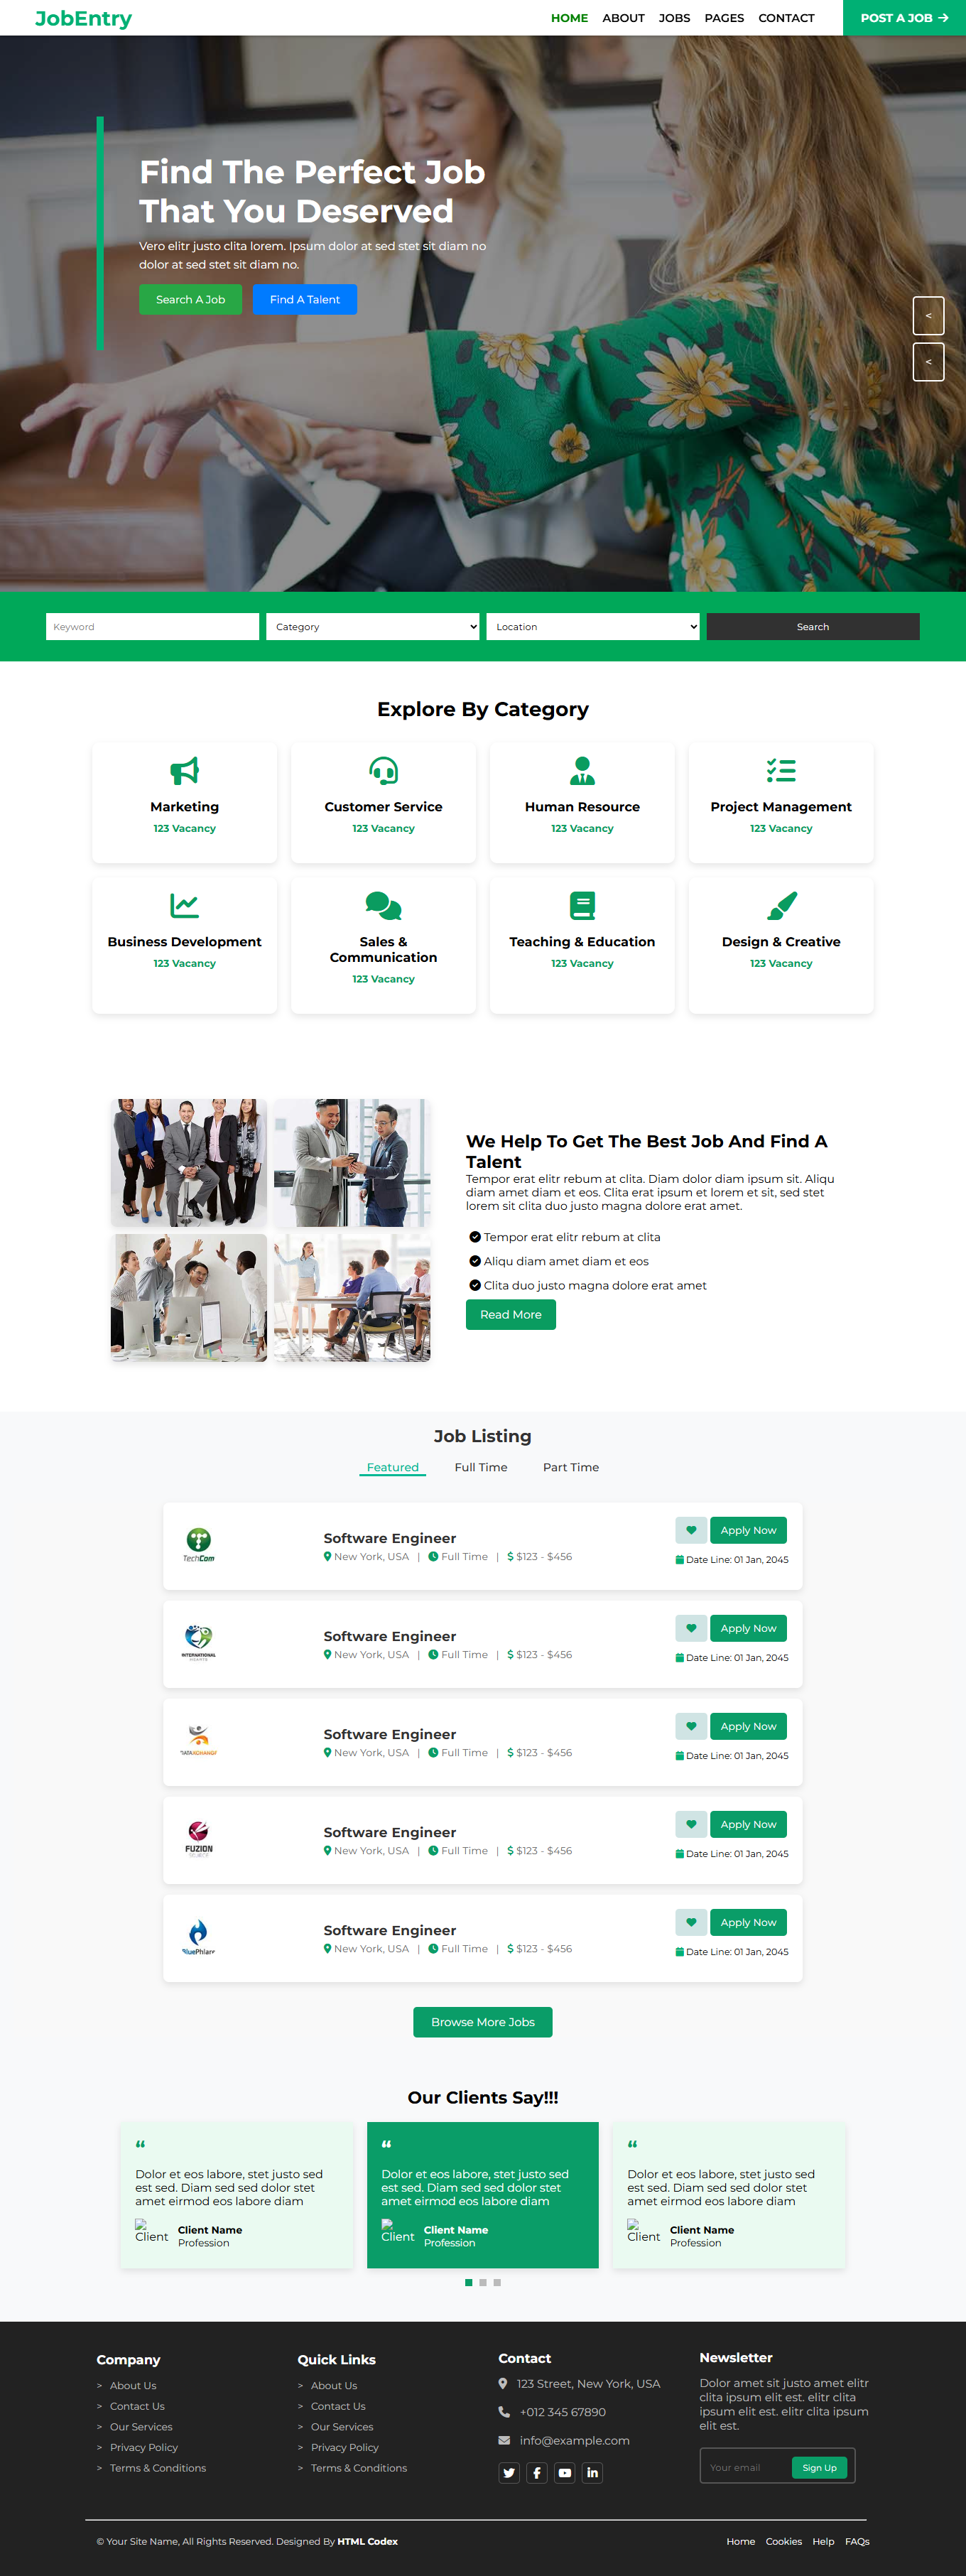 JobEntry
HOME ABOUT JOBS PAGES CONTACT POST A JOB →
Find The Perfect Job
That You Deserved
Vero elitr justo clita lorem. Ipsum dolor at sed stet sit diam no
dolor at sed stet sit diam no.
Search A Job Find A Talent
<
<
Keyword Category Location Search
Explore By Category
Marketing Customer Service Human Resource Project Management
123 Vacancy 123 Vacancy 123 Vacancy 123 Vacancy
Business Development Sales & Teaching & Education Design & Creative
Communication
123 Vacancy 123 Vacancy 123 Vacancy
123 Vacancy
We Help To Get The Best Job And Find A
Talent
Tempor erat elitr rebum at clita. Diam dolor diam ipsum sit. Aliqu
diam amet diam et eos. Clita erat ipsum et lorem et sit, sed stet
lorem sit clita duo justo magna dolore erat amet.
Tempor erat elitr rebum at clita
Aliqu diam amet diam et eos
Clita duo justo magna dolore erat amet
Read More
Job Listing
Featured Full Time Part Time
TechCom
Software Engineer
New York, USA | Full Time | $ $123 - $456
Apply Now
Date Line: 01 Jan, 2045
INTERNATIONAL
Software Engineer
New York, USA | Full Time | $ $123 - $456
Apply Now
Date Line: 01 Jan, 2045
Software Engineer
New York, USA | Full Time | $ $123 - $456
Apply Now
Date Line: 01 Jan, 2045
FUZION
Software Engineer
New York, USA | Full Time | $ $123 - $456
Apply Now
Date Line: 01 Jan, 2045
Software Engineer
New York, USA | Full Time | $ $123 - $456
Apply Now
Date Line: 01 Jan, 2045
Browse More Jobs
Our Clients Say!!!
“
Dolor et eos labore, stet justo sed
est sed. Diam sed sed dolor stet
amet eirmod eos labore diam
Client
Client Name
Profession
“
Dolor et eos labore, stet justo sed
est sed. Diam sed sed dolor stet
amet eirmod eos labore diam
Client
Client Name
Profession
“
Dolor et eos labore, stet justo sed
est sed. Diam sed sed dolor stet
amet eirmod eos labore diam
Client
Client Name
Profession
Company
> About Us
> Contact Us
> Our Services
> Privacy Policy
> Terms & Conditions
Quick Links
> About Us
> Contact Us
> Our Services
> Privacy Policy
> Terms & Conditions
Contact
123 Street, New York, USA
+012 345 67890
info@example.com
Newsletter
Dolor amet sit justo amet elitr
clita ipsum elit est. elitr clita
ipsum elit est. elitr clita ipsum
elit est.
Your email Sign Up
© Your Site Name, All Rights Reserved. Designed By HTML Codex
Home Cookies Help FAQs